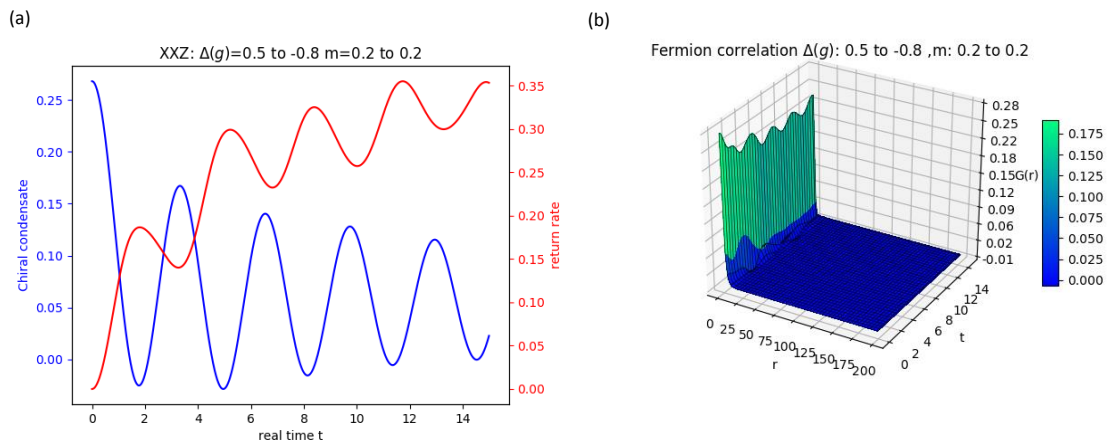 (a)
XXZ: Δ(g)=0.5 to -0.8 m=0.2 to 0.2
Chiral condensate
0.25
0.20
0.15
0.10
0.05
0.00
0.35
0.30
0.25
0.20
0.15
0.10
0.05
0.00
return rate
0 2 4 6 8 10 12 14
real time t
(b)
Fermion correlation Δ(g): 0.5 to -0.8 ,m: 0.2 to 0.2
0.28
0.25
0.22
0.18
0.15
0.12
0.09
0.06
0.02
-0.01
G(r)
0 25 50 75 100 125 150 175 200
r
0 2 4 6 8 10 12 14
t
0.175
0.150
0.125
0.100
0.075
0.050
0.025
0.000